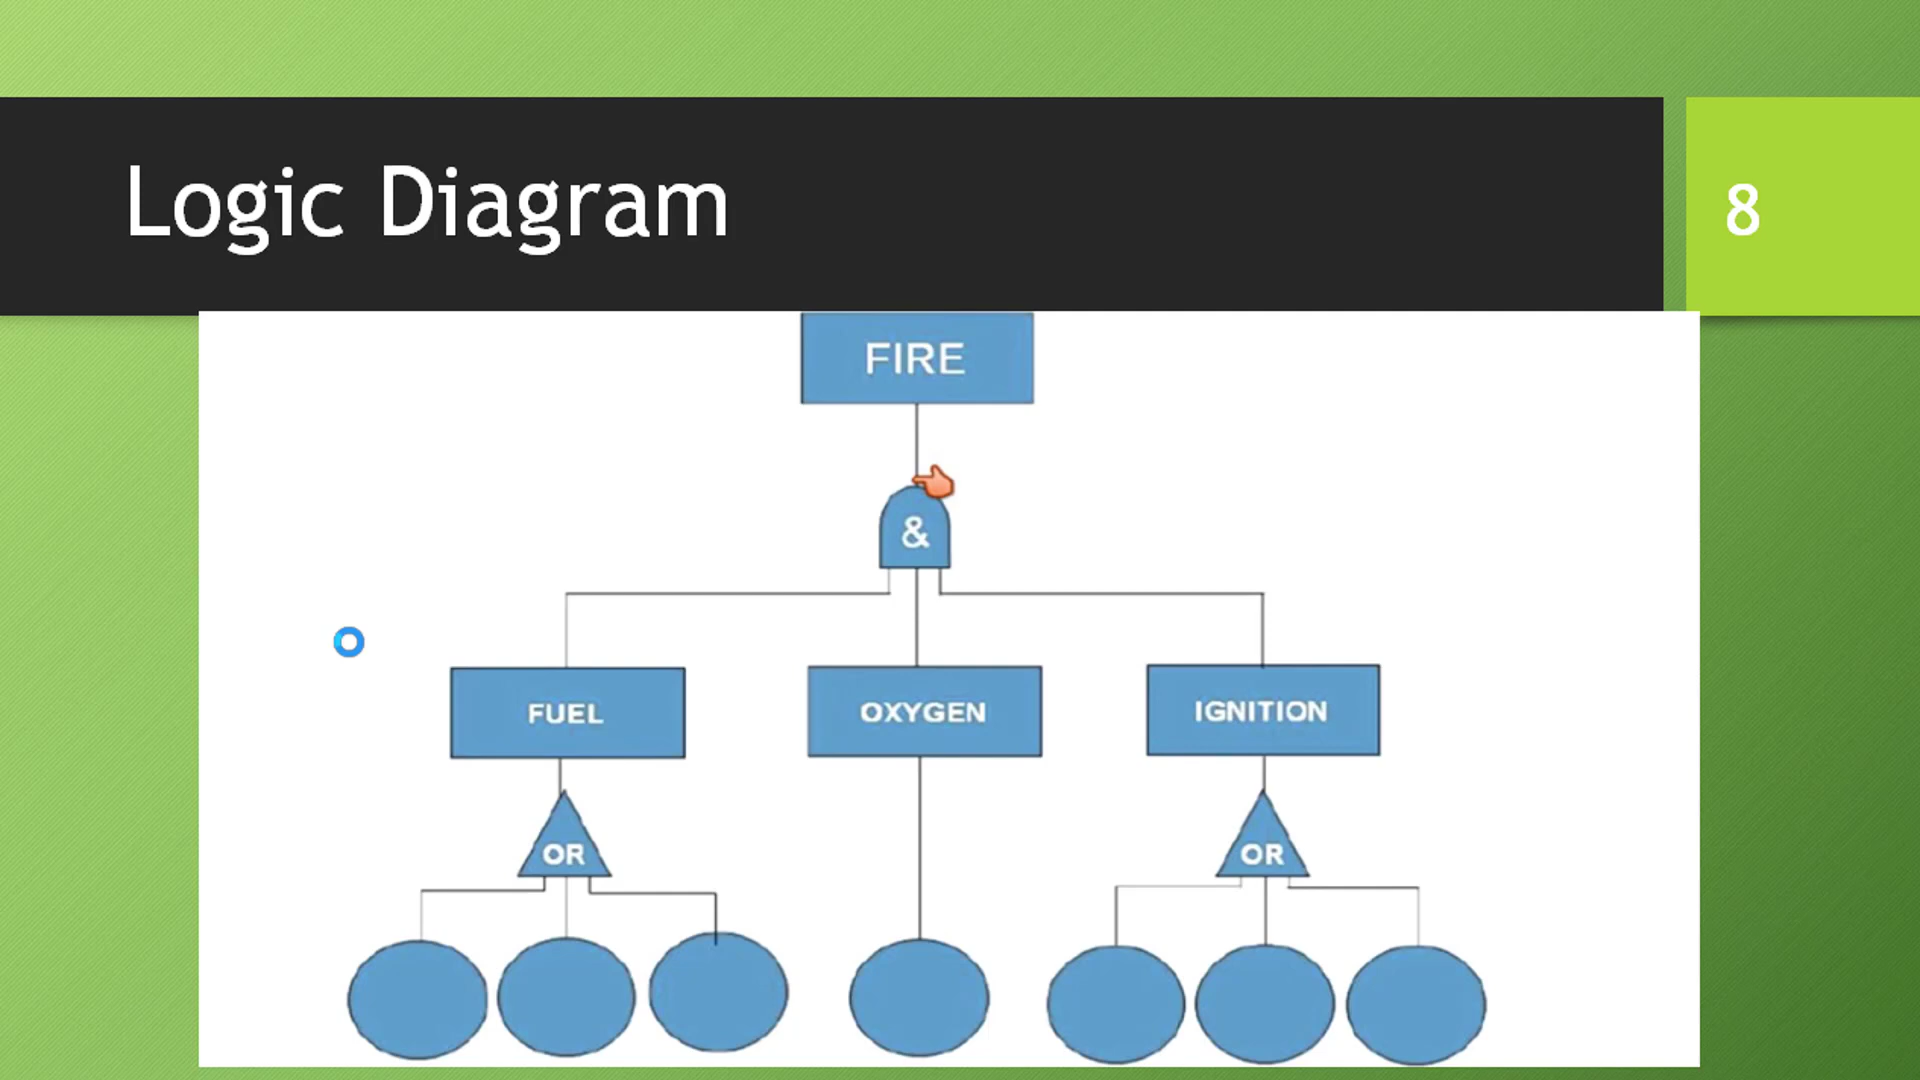 Logic Diagram
8
FIRE
&
FUEL
OXYGEN
IGNITION
OR
OR